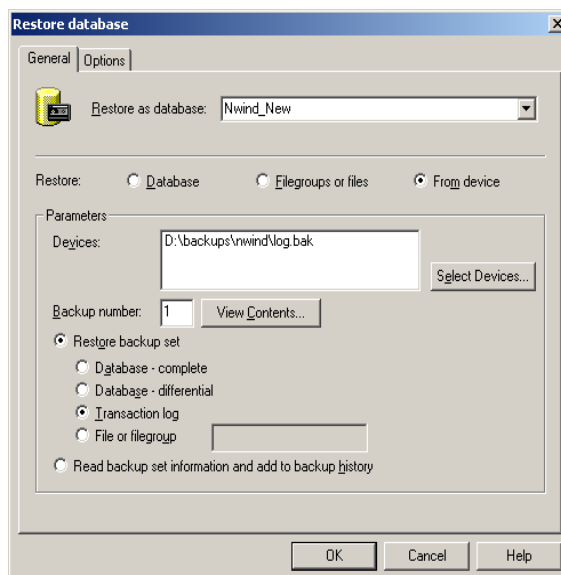 Restore database
General Options
Restore as database: Nwind_New
Restore: Database Filegroups or files From device
Parameters
Devices: D:\backups\nwind\log.bak
Select Devices...
Backup number: 1 View Contents...
Restore backup set
Database - complete
Database - differential
Transaction log
File or filegroup
Read backup set information and add to backup history
OK Cancel Help